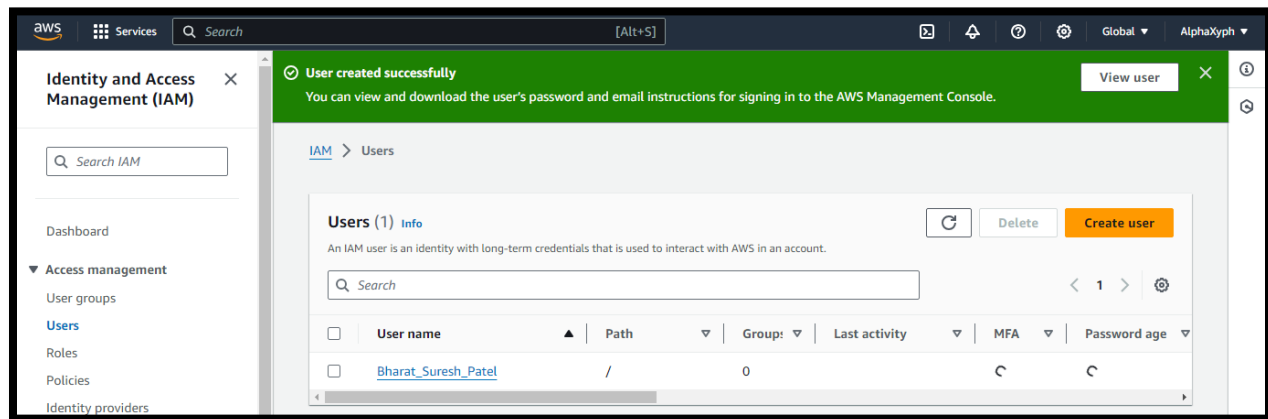 aws Services Search [Alt+S] Global AlphaXyph
Identity and Access
Management (IAM)
Search IAM
Dashboard
Access management
User groups
Users
Roles
Policies
Identity providers
User created successfully
You can view and download the user's password and email instructions for signing in to the AWS Management Console.
View user
IAM > Users
Users (1) Info
Delete
Create user
An IAM user is an identity with long-term credentials that is used to interact with AWS in an account.
Search
1
User name Path Groups Last activity MFA Password age
Bharat_Suresh_Patel / 0